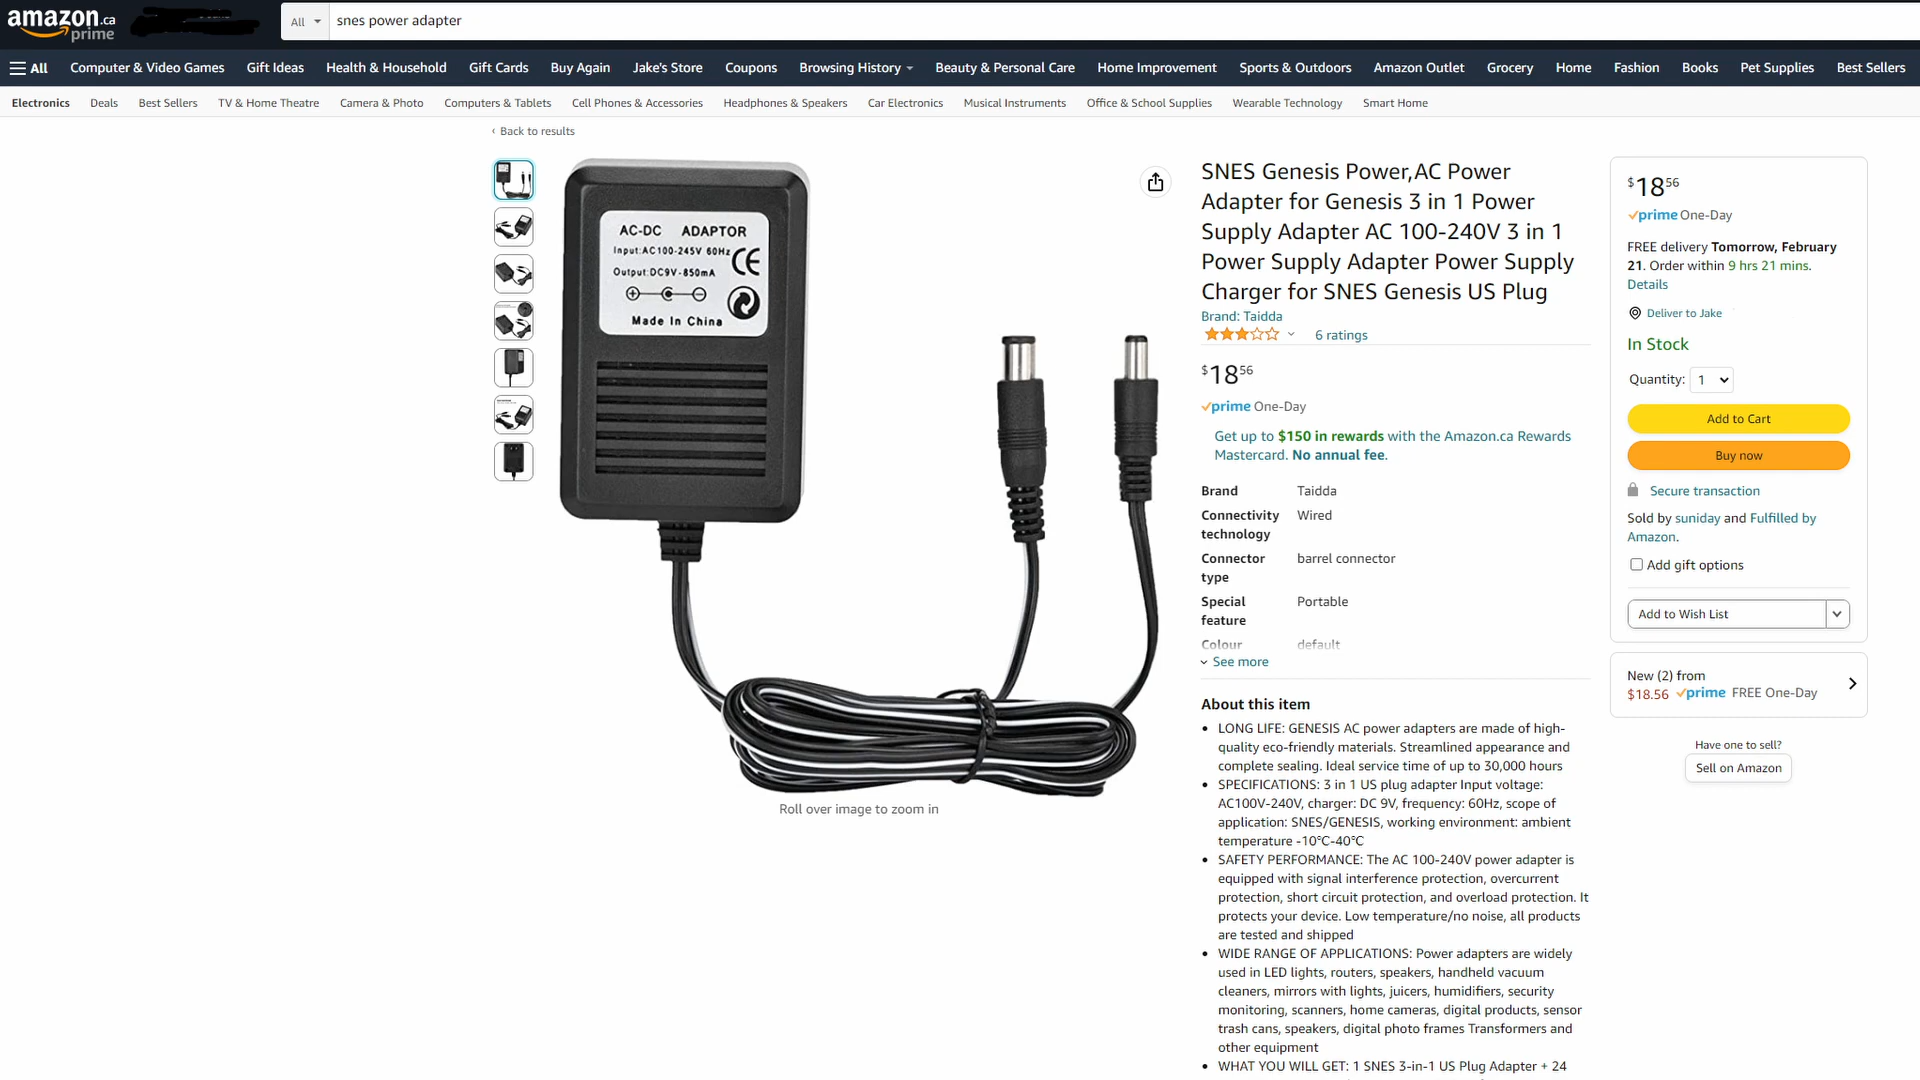 amazon.ca
prime
All
snes power adapter
All
Computer & Video Games
Gift Ideas
Health & Household
Gift Cards
Buy Again
Jake's Store
Coupons
Browsing History
Beauty & Personal Care
Home Improvement
Sports & Outdoors
Amazon Outlet
Grocery
Home
Fashion
Books
Pet Supplies
Best Sellers
Electronics
Deals
Best Sellers
TV & Home Theatre
Camera & Photo
Computers & Tablets
Cell Phones & Accessories
Headphones & Speakers
Car Electronics
Musical Instruments
Office & School Supplies
Wearable Technology
Smart Home
‹ Back to results
AC-DC ADAPTOR
Input:AC100-245V 60Hz
CE
Output:DC9V-850mA
Made In China
Roll over image to zoom in
SNES Genesis Power,AC Power
Adapter for Genesis 3 in 1 Power
Supply Adapter AC 100-240V 3 in 1
Power Supply Adapter Power Supply
Charger for SNES Genesis US Plug
Brand: Taidda
6 ratings
$18 56
prime One-Day
Get up to $150 in rewards with the Amazon.ca Rewards
Mastercard. No annual fee.
Brand Taidda
Connectivity Wired
technology
Connector barrel connector
type
Special Portable
feature
Colour default
See more
About this item
• LONG LIFE: GENESIS AC power adapters are made of high-
quality eco-friendly materials. Streamlined appearance and
complete sealing. Ideal service time of up to 30,000 hours
• SPECIFICATIONS: 3 in 1 US plug adapter Input voltage:
AC100V-240V, charger: DC 9V, frequency: 60Hz, scope of
application: SNES/GENESIS, working environment: ambient
temperature -10℃-40℃
• SAFETY PERFORMANCE: The AC 100-240V power adapter is
equipped with signal interference protection, overcurrent
protection, short circuit protection, and overload protection. It
protects your device. Low temperature/no noise, all products
are tested and shipped
• WIDE RANGE OF APPLICATIONS: Power adapters are widely
used in LED lights, routers, speakers, handheld vacuum
cleaners, mirrors with lights, juicers, humidifiers, security
monitoring, scanners, home cameras, digital products, sensor
trash cans, speakers, digital photo frames Transformers and
other equipment
• WHAT YOU WILL GET: 1 SNES 3-in-1 US Plug Adapter + 24
$18 56
prime One-Day
FREE delivery Tomorrow, February
21. Order within 9 hrs 21 mins.
Details
Deliver to Jake
In Stock
Quantity: 1
Add to Cart
Buy now
Secure transaction
Sold by suniday and Fulfilled by
Amazon.
Add gift options
Add to Wish List
New (2) from
$18.56 prime FREE One-Day
Have one to sell?
Sell on Amazon